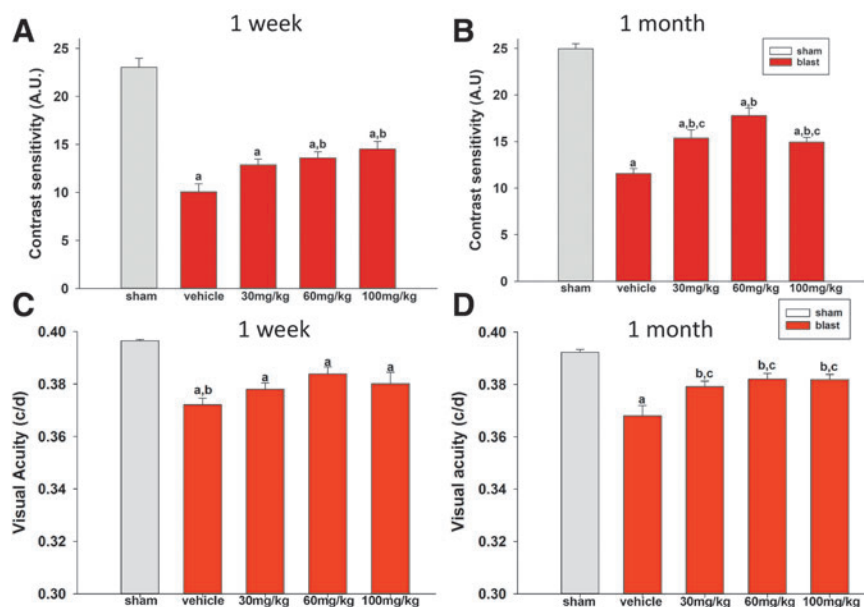 A
1 week
Contrast sensitivity (A.U.)
25
20
15
10
5
0
a
a
a,b
a,b
sham
vehicle
30mg/kg
60mg/kg
100mg/kg
B
1 month
sham
blast
Contrast sensitivity (A.U)
25
20
15
10
5
0
a
a,b,c
a,b
a,b,c
sham
vehicle
30mg/kg
60mg/kg
100mg/kg
C
1 week
Visual Acuity (c/d)
0.40
0.38
0.36
0.34
0.32
0.30
a,b
a
a
a
sham
vehicle
30mg/kg
60mg/kg
100mg/kg
D
1 month
sham
blast
Visual acuity (c/d)
0.40
0.38
0.36
0.34
0.32
0.30
a
b,c
b,c
b,c
sham
vehicle
30mg/kg
60mg/kg
100mg/kg